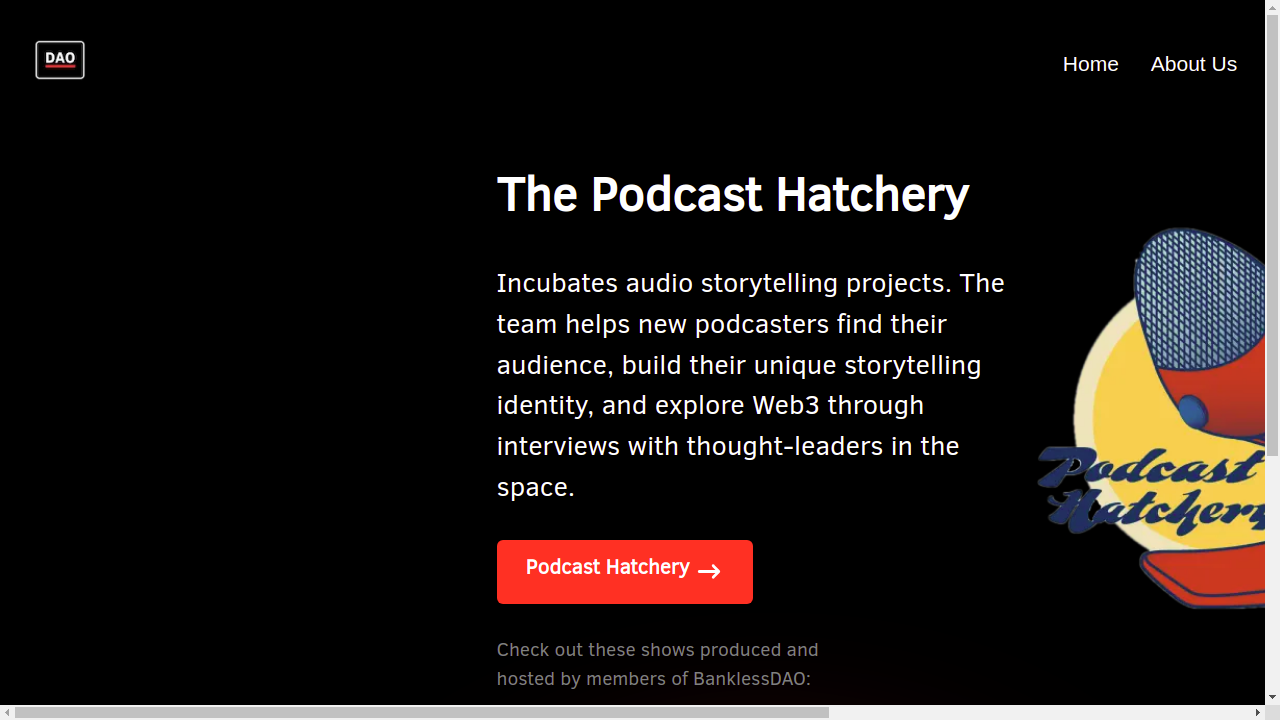 DAO
Home
About Us
The Podcast Hatchery
Incubates audio storytelling projects. The
team helps new podcasters find their
audience, build their unique storytelling
identity, and explore Web3 through
interviews with thought-leaders in the
space.
Podcast
Hatchery
Podcast Hatchery →
Check out these shows produced and
hosted by members of BanklessDAO: